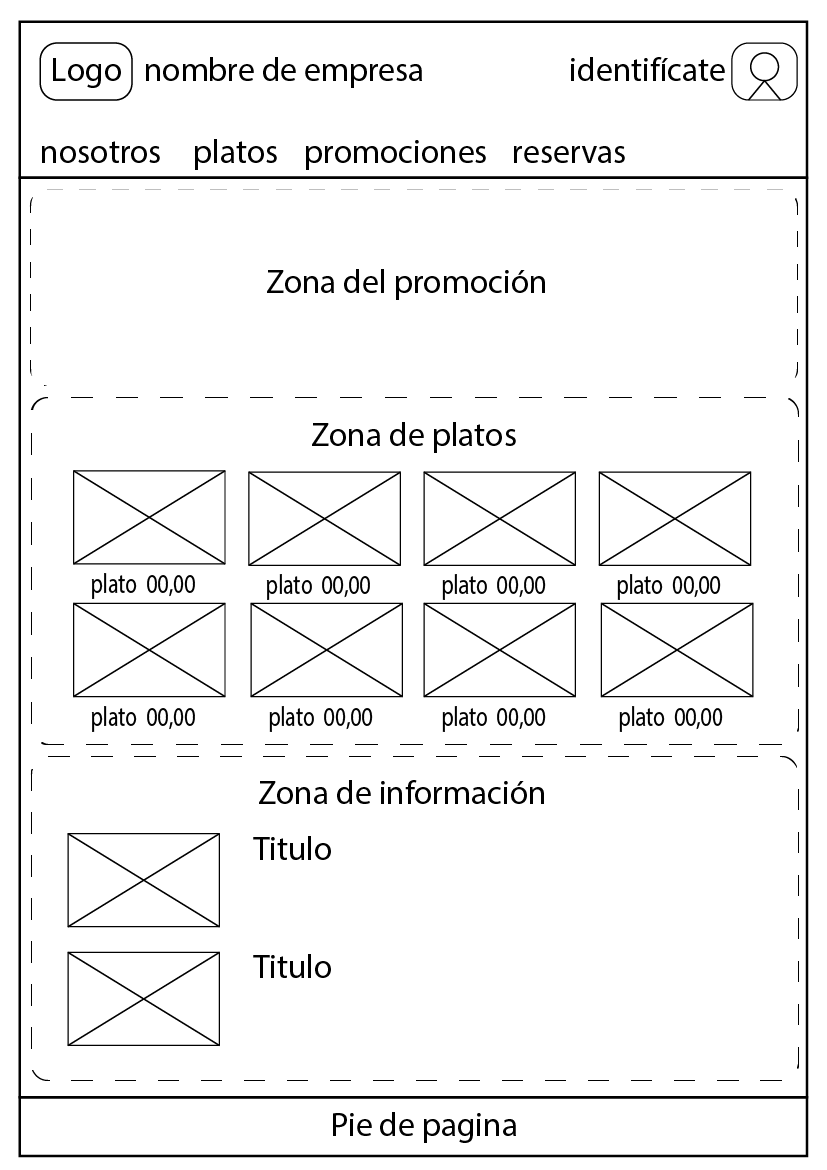 Logo nombre de empresa identifícate
nosotros platos promociones reservas
Zona del promoción
Zona de platos
plato 00,00 plato 00,00 plato 00,00 plato 00,00
plato 00,00 plato 00,00 plato 00,00 plato 00,00
Zona de información
Titulo
Titulo
Pie de pagina